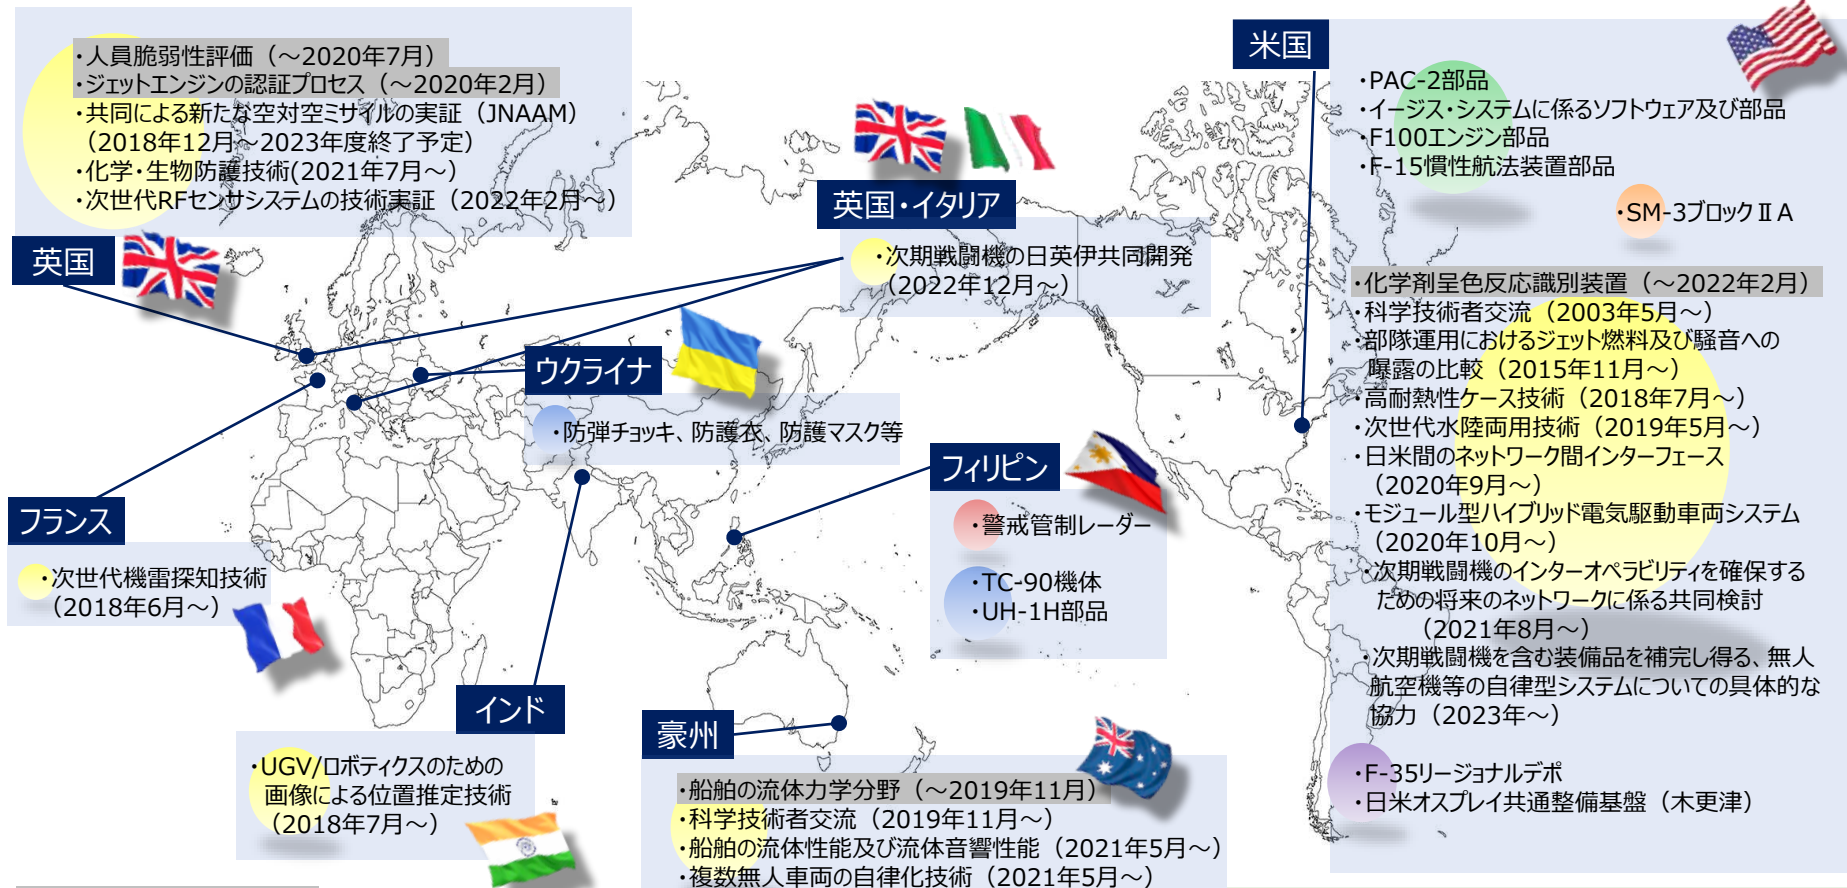 ・人員脆弱性評価（～2020年7月）
・ジェットエンジンの認証プロセス（～2020年2月）
・共同による新たな空対空ミサイルの実証（JNAAM）
（2018年12月～2023年度終了予定）
・化学・生物防護技術(2021年7月～）
・次世代RFセンサシステムの技術実証（2022年2月～）
英国
英国・イタリア
・次期戦闘機の日英伊共同開発
（2022年12月～）
米国
・PAC-2部品
・イージス・システムに係るソフトウェア及び部品
・F100エンジン部品
・F-15慣性航法装置部品
・SM-3ブロックⅡA
・化学剤呈色反応識別装置（～2022年2月）
・科学技術者交流（2003年5月～）
・部隊運用におけるジェット燃料及び騒音への
曝露の比較（2015年11月～）
・高耐熱性ケース技術（2018年7月～）
・次世代水陸両用技術（2019年5月～）
・日米間のネットワーク間インターフェース
（2020年9月～）
・モジュール型ハイブリッド電気駆動車両システム
（2020年10月～）
・次期戦闘機のインターオペラビリティを確保する
ための将来のネットワークに係る共同検討
（2021年8月～）
・次期戦闘機を含む装備品を補完し得る、無人
航空機等の自律型システムについての具体的な
協力（2023年～）
・F-35リージョナルデポ
・日米オスプレイ共通整備基盤（木更津）
ウクライナ
・防弾チョッキ、防護衣、防護マスク等
フィリピン
・警戒管制レーダー
・TC-90機体
・UH-1H部品
フランス
・次世代機雷探知技術
（2018年6月～）
インド
・UGV/ロボティクスのための
画像による位置推定技術
（2018年7月～）
豪州
・船舶の流体力学分野（～2019年11月）
・科学技術者交流（2019年11月～）
・船舶の流体性能及び流体音響性能（2021年5月～）
・複数無人車両の自律化技術（2021年5月～）